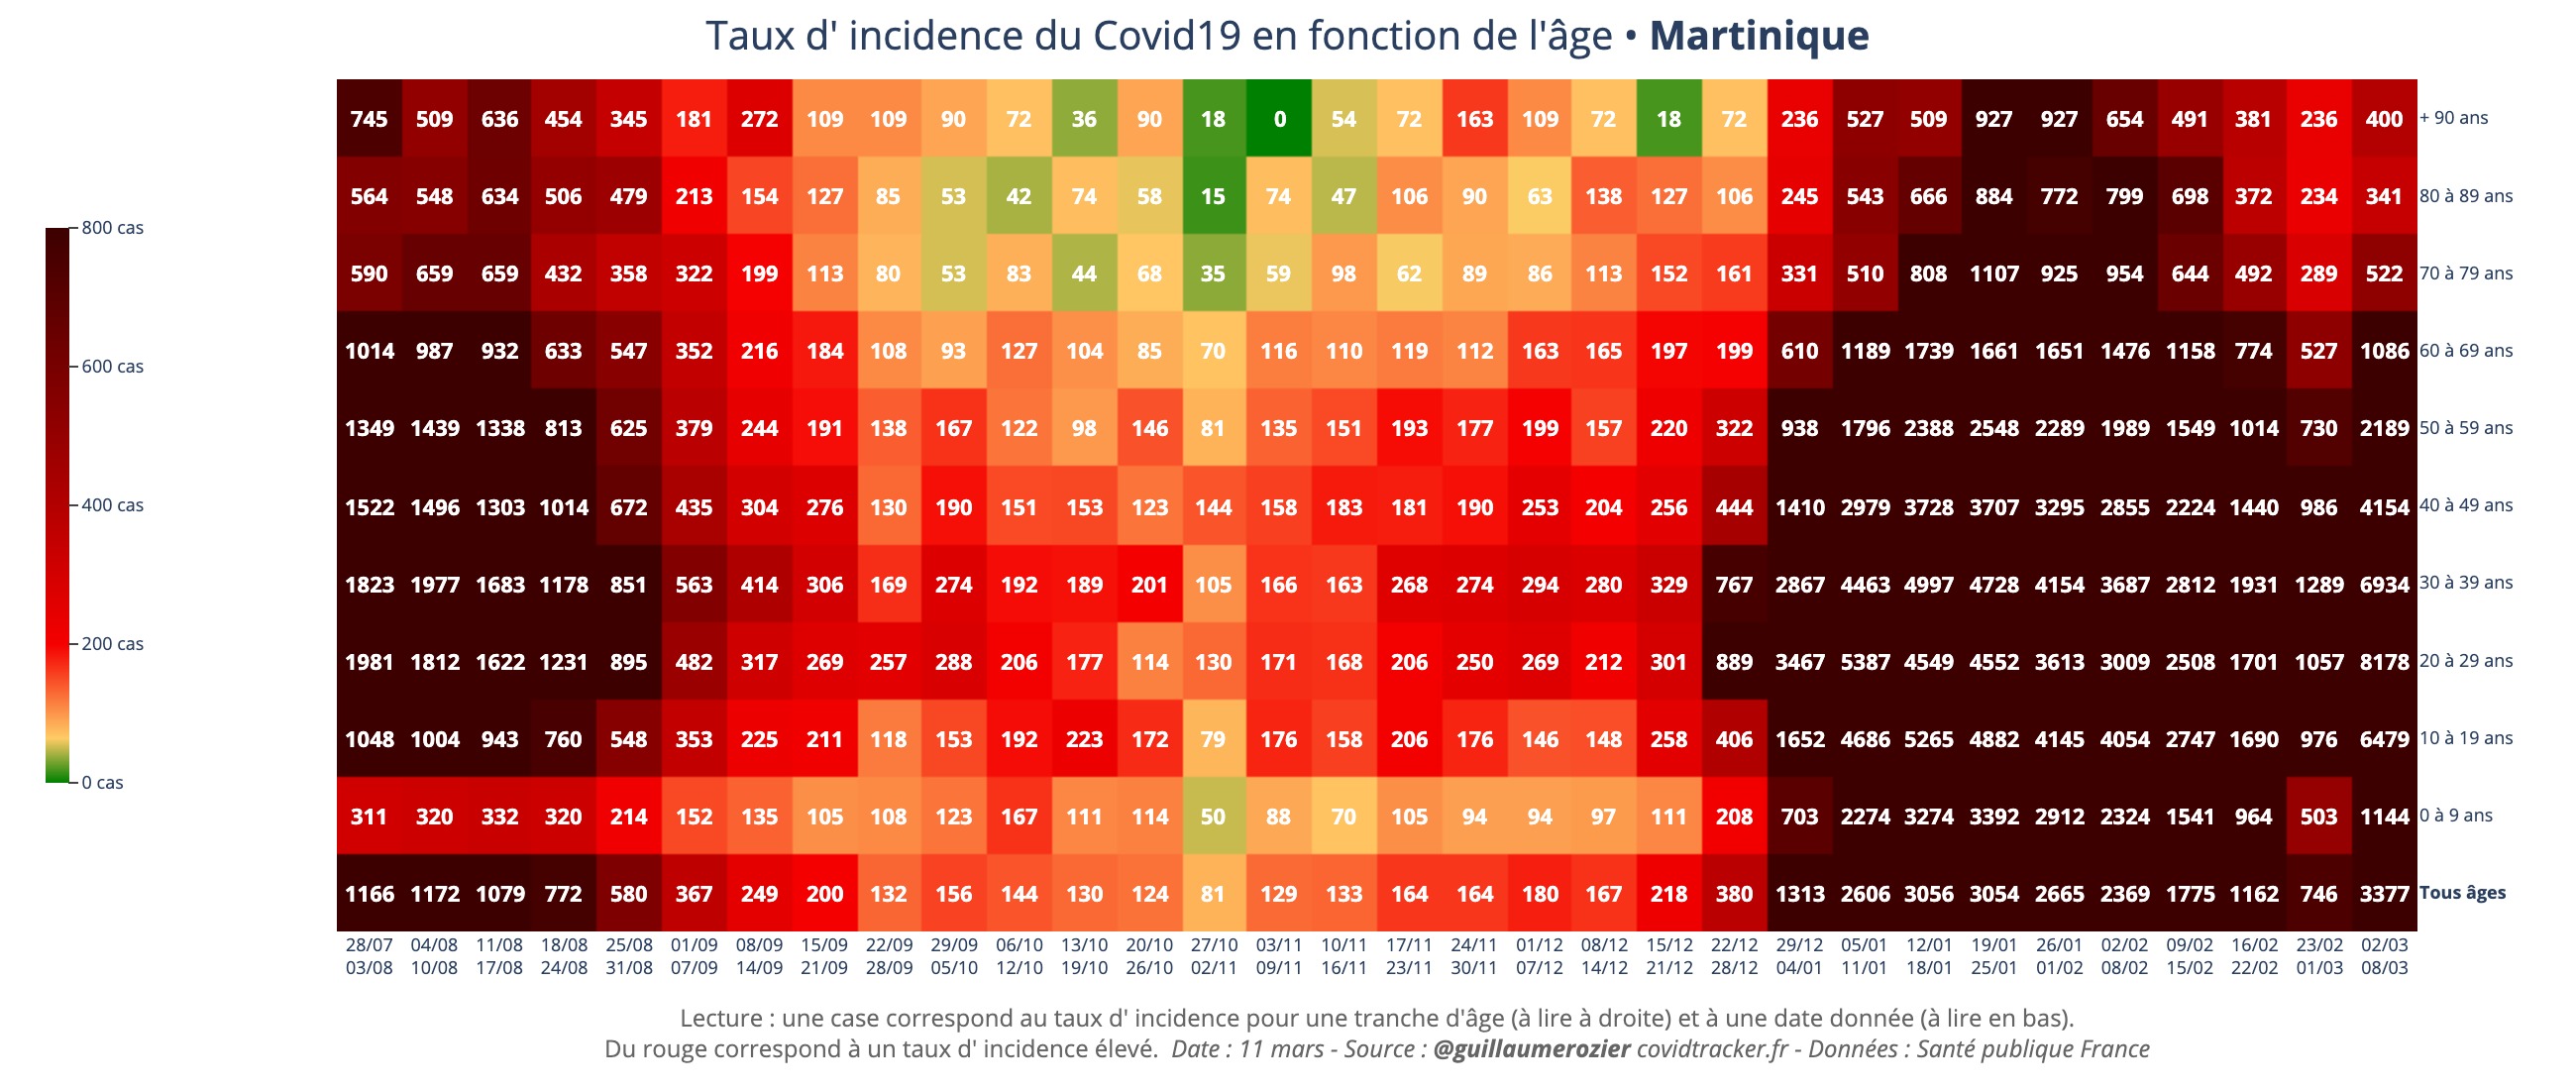 Taux d' incidence du Covid19 en fonction de l'âge • Martinique
745 509 636 454 345 181 272 109 109 90 72 36 90 18 0 54 72 163 109 72 18 72 236 527 509 927 927 654 491 381 236 400 + 90 ans
564 548 634 506 479 213 154 127 85 53 42 74 58 15 74 47 106 90 63 138 127 106 245 543 666 884 772 799 698 372 234 341 80 à 89 ans
800 cas
590 659 659 432 358 322 199 113 80 53 83 44 68 35 59 98 62 89 86 113 152 161 331 510 808 1107 925 954 644 492 289 522 70 à 79 ans
1014 987 932 633 547 352 216 184 108 93 127 104 85 70 116 110 119 112 163 165 197 199 610 1189 1739 1661 1651 1476 1158 774 527 1086 60 à 69 ans
600 cas
1349 1439 1338 813 625 379 244 191 138 167 122 98 146 81 135 151 193 177 199 157 220 322 938 1796 2388 2548 2289 1989 1549 1014 730 2189 50 à 59 ans
400 cas
1522 1496 1303 1014 672 435 304 276 130 190 151 153 123 144 158 183 181 190 253 204 256 444 1410 2979 3728 3707 3295 2855 2224 1440 986 4154 40 à 49 ans
1823 1977 1683 1178 851 563 414 306 169 274 192 189 201 105 166 163 268 274 294 280 329 767 2867 4463 4997 4728 4154 3687 2812 1931 1289 6934 30 à 39 ans
200 cas
1981 1812 1622 1231 895 482 317 269 257 288 206 177 114 130 171 168 206 250 269 212 301 889 3467 5387 4549 4552 3613 3009 2508 1701 1057 8178 20 à 29 ans
1048 1004 943 760 548 353 225 211 118 153 192 223 172 79 176 158 206 176 146 148 258 406 1652 4686 5265 4882 4145 4054 2747 1690 976 6479 10 à 19 ans
0 cas
311 320 332 320 214 152 135 105 108 123 167 111 114 50 88 70 105 94 94 97 111 208 703 2274 3274 3392 2912 2324 1541 964 503 1144 0 à 9 ans
1166 1172 1079 772 580 367 249 200 132 156 144 130 124 81 129 133 164 164 180 167 218 380 1313 2606 3056 3054 2665 2369 1775 1162 746 3377 Tous âges
28/07 04/08 11/08 18/08 25/08 01/09 08/09 15/09 22/09 29/09 06/10 13/10 20/10 27/10 03/11 10/11 17/11 24/11 01/12 08/12 15/12 22/12 29/12 05/01 12/01 19/01 26/01 02/02 09/02 16/02 23/02 02/03
03/08 10/08 17/08 24/08 31/08 07/09 14/09 21/09 28/09 05/10 12/10 19/10 26/10 02/11 09/11 16/11 23/11 30/11 07/12 14/12 21/12 28/12 04/01 11/01 18/01 25/01 01/02 08/02 15/02 22/02 01/03 08/03
Lecture : une case correspond au taux d' incidence pour une tranche d'âge (à lire à droite) et à une date donnée (à lire en bas).
Du rouge correspond à un taux d' incidence élevé. Date : 11 mars - Source : @guillaumerozier covidtracker.fr - Données : Santé publique France